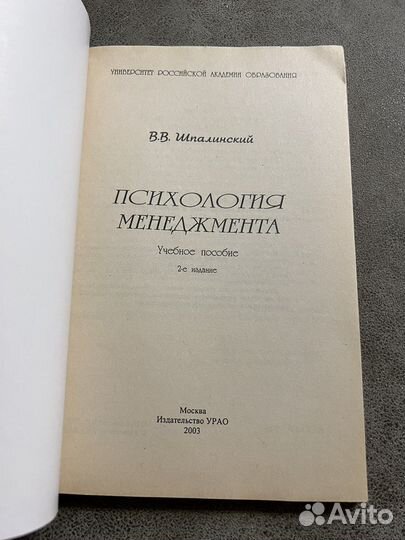 УНИВЕРСИТЕТ РОССИЙСКОЙ АКАДЕМИИ ОБРАЗОВАНИЯ
В.В. Шпалинский
ПСИХОЛОГИЯ
МЕНЕДЖМЕНТА
Учебное пособие
2-е издание
Москва
Издательство УРАО
2003
Avito